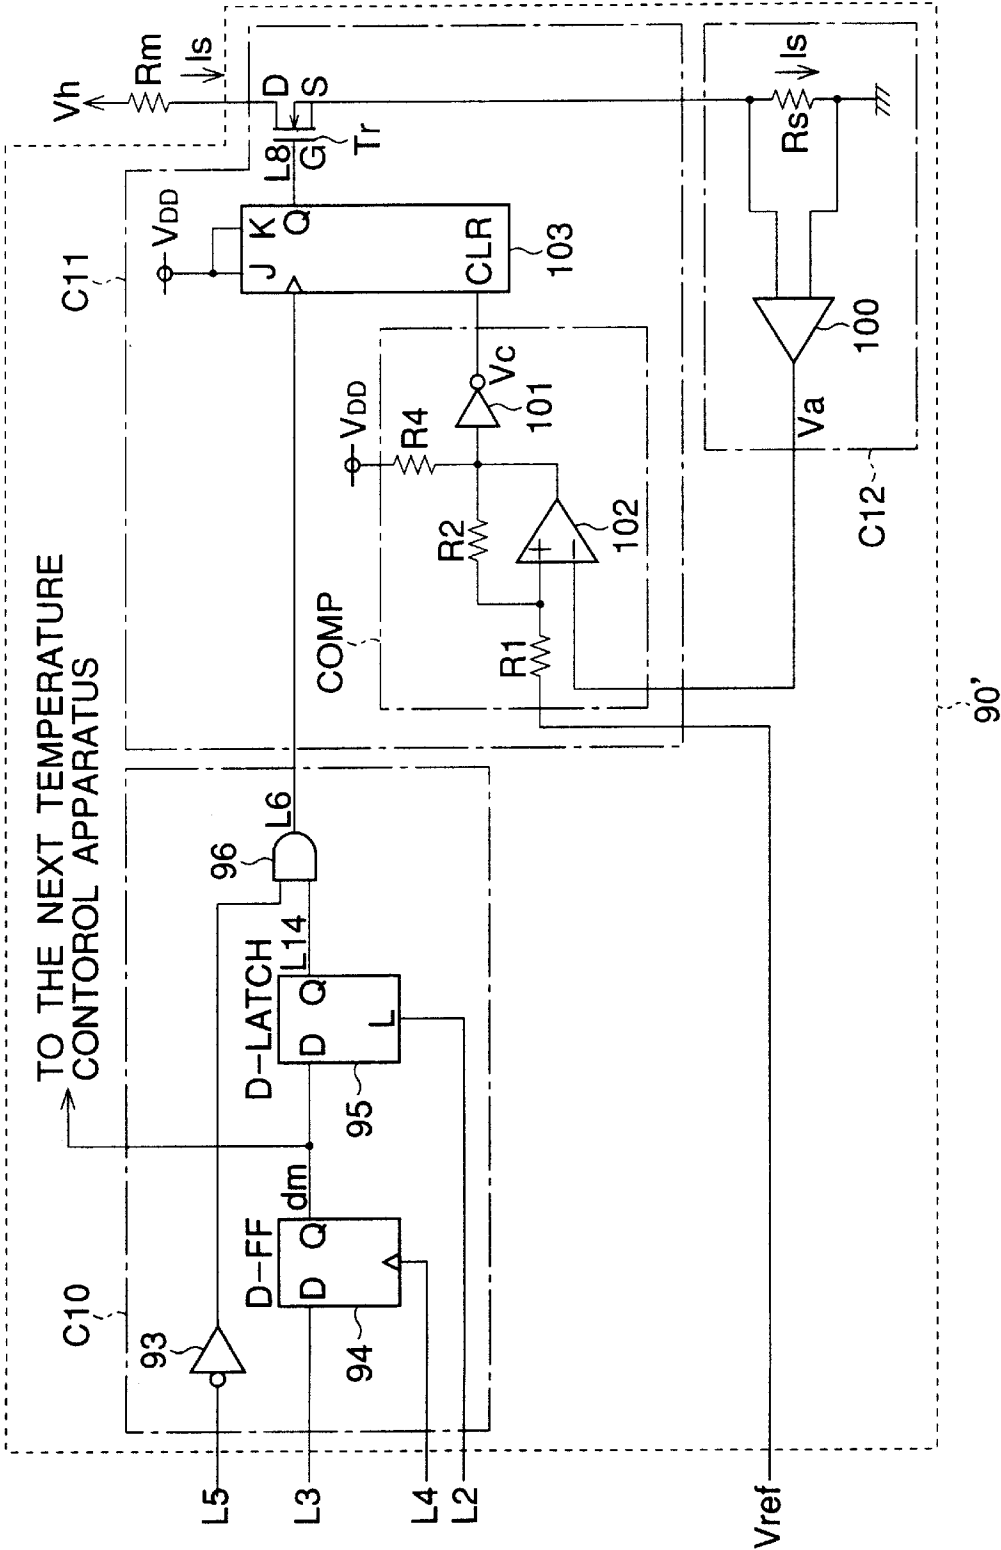 TO THE NEXT TEMPERATURE
CONTOROL APPARATUS
Vh
Rm
Is
C10
C11
VDD
93
D-FF
D
Q
94
dm
D-LATCH
D
Q
L
95
L14
96
L6
J
K
Q
CLR
103
L8
G
D
S
Tr
COMP
VDD
R4
R2
R1
+
−
102
101
Vc
Is
Rs
100
Va
C12
L5
L3
L4
L2
Vref
90'